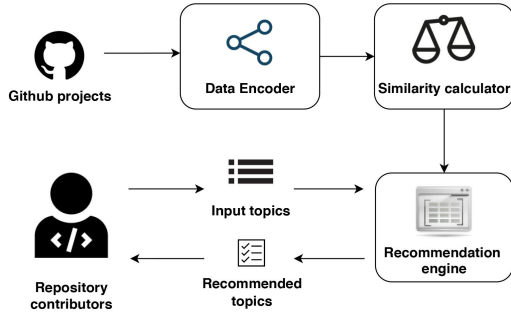 Github projects
Data Encoder
Similarity calculator
Input topics
</>
Repository
contributors
Recommended
topics
Recommendation
engine